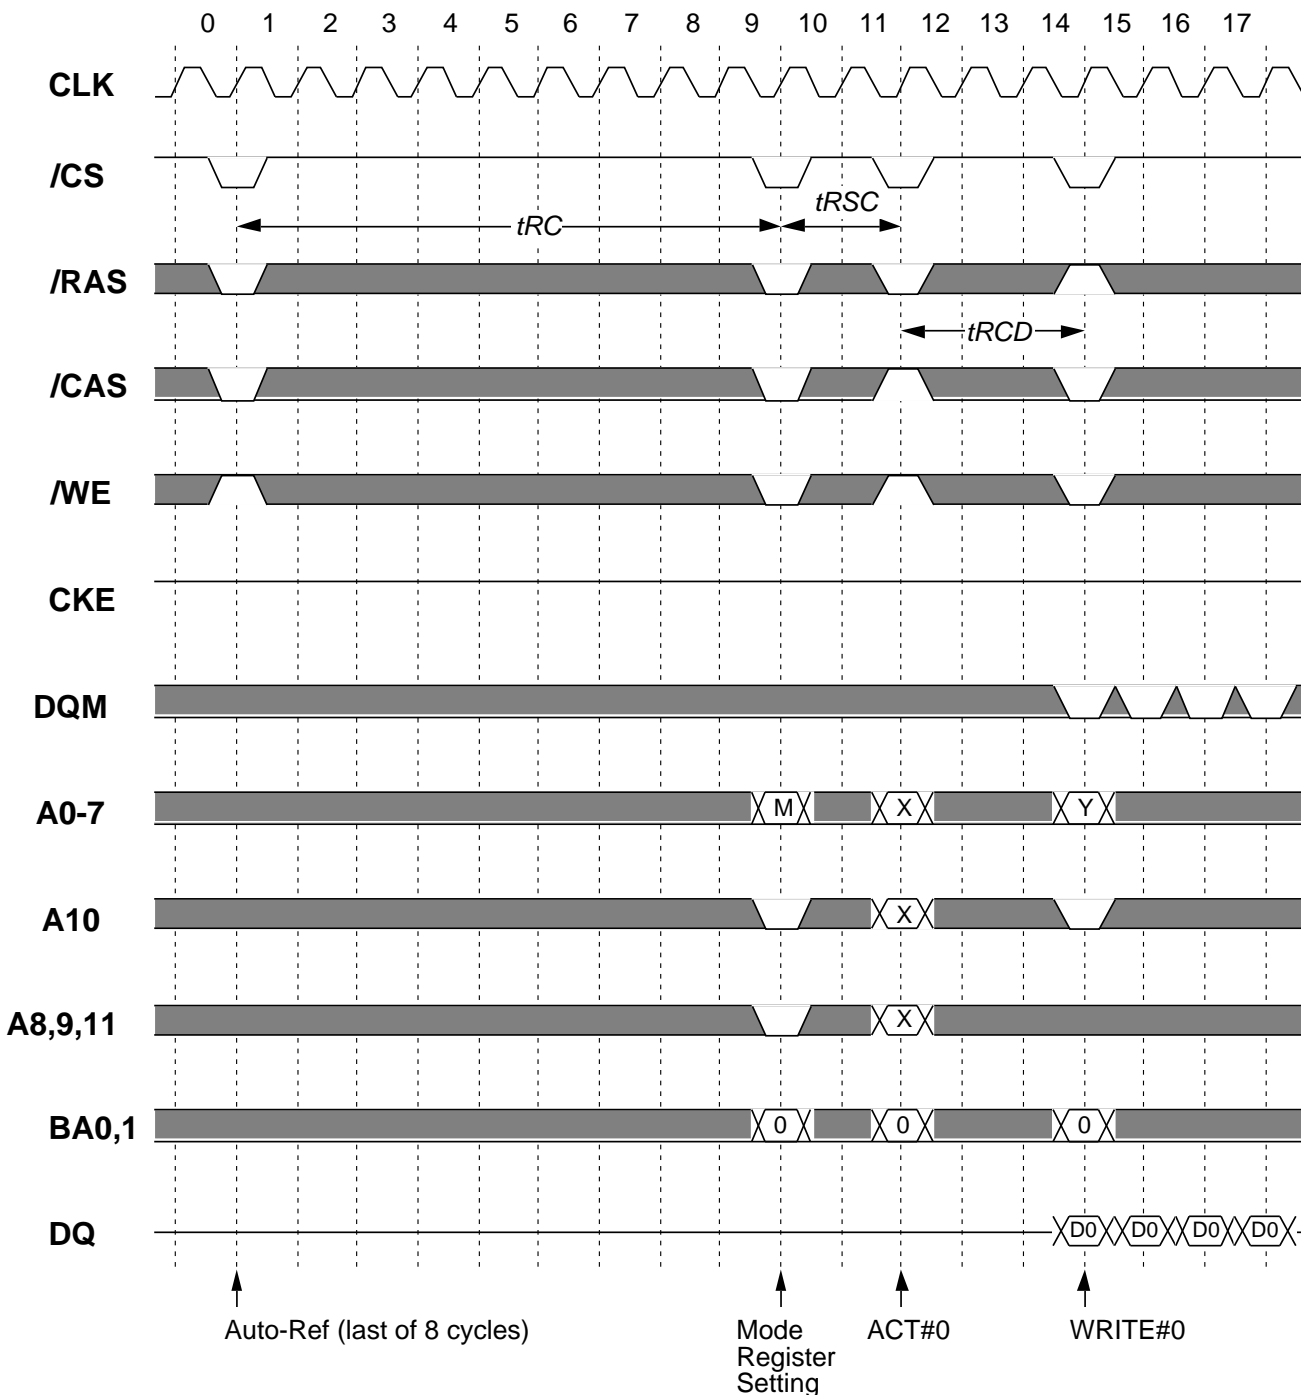 0 1 2 3 4 5 6 7 8 9 10 11 12 13 14 15 16 17
CLK
/CS
tRSC
tRC
/RAS
tRCD
/CAS
/WE
CKE
DQM
A0-7 M X Y
A10 X
A8,9,11 X
BA0,1 0 0 0
DQ D0 D0 D0 D0
Auto-Ref (last of 8 cycles)
Mode
Register
Setting
ACT#0
WRITE#0